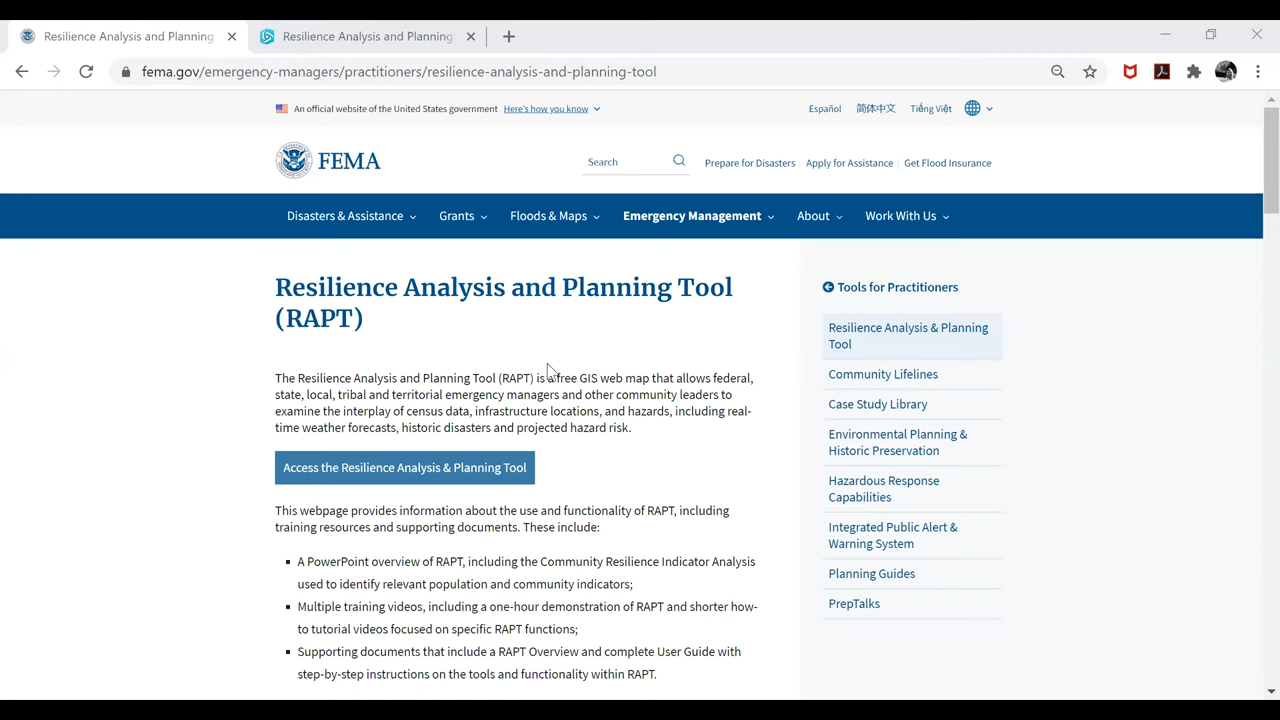 Resilience Analysis and Planning
Resilience Analysis and Planning
fema.gov/emergency-managers/practitioners/resilience-analysis-and-planning-tool
An official website of the United States government Here's how you know
Español 简体中文 Tiếng Việt
FEMA
Search
Prepare for Disasters Apply for Assistance Get Flood Insurance
Disasters & Assistance Grants Floods & Maps Emergency Management About Work With Us
Resilience Analysis and Planning Tool
(RAPT)
The Resilience Analysis and Planning Tool (RAPT) is a free GIS web map that allows federal,
state, local, tribal and territorial emergency managers and other community leaders to
examine the interplay of census data, infrastructure locations, and hazards, including real-
time weather forecasts, historic disasters and projected hazard risk.
Access the Resilience Analysis & Planning Tool
This webpage provides information about the use and functionality of RAPT, including
training resources and supporting documents. These include:
A PowerPoint overview of RAPT, including the Community Resilience Indicator Analysis
used to identify relevant population and community indicators;
Multiple training videos, including a one-hour demonstration of RAPT and shorter how-
to tutorial videos focused on specific RAPT functions;
Supporting documents that include a RAPT Overview and complete User Guide with
step-by-step instructions on the tools and functionality within RAPT.
Tools for Practitioners
Resilience Analysis & Planning
Tool
Community Lifelines
Case Study Library
Environmental Planning &
Historic Preservation
Hazardous Response
Capabilities
Integrated Public Alert &
Warning System
Planning Guides
PrepTalks